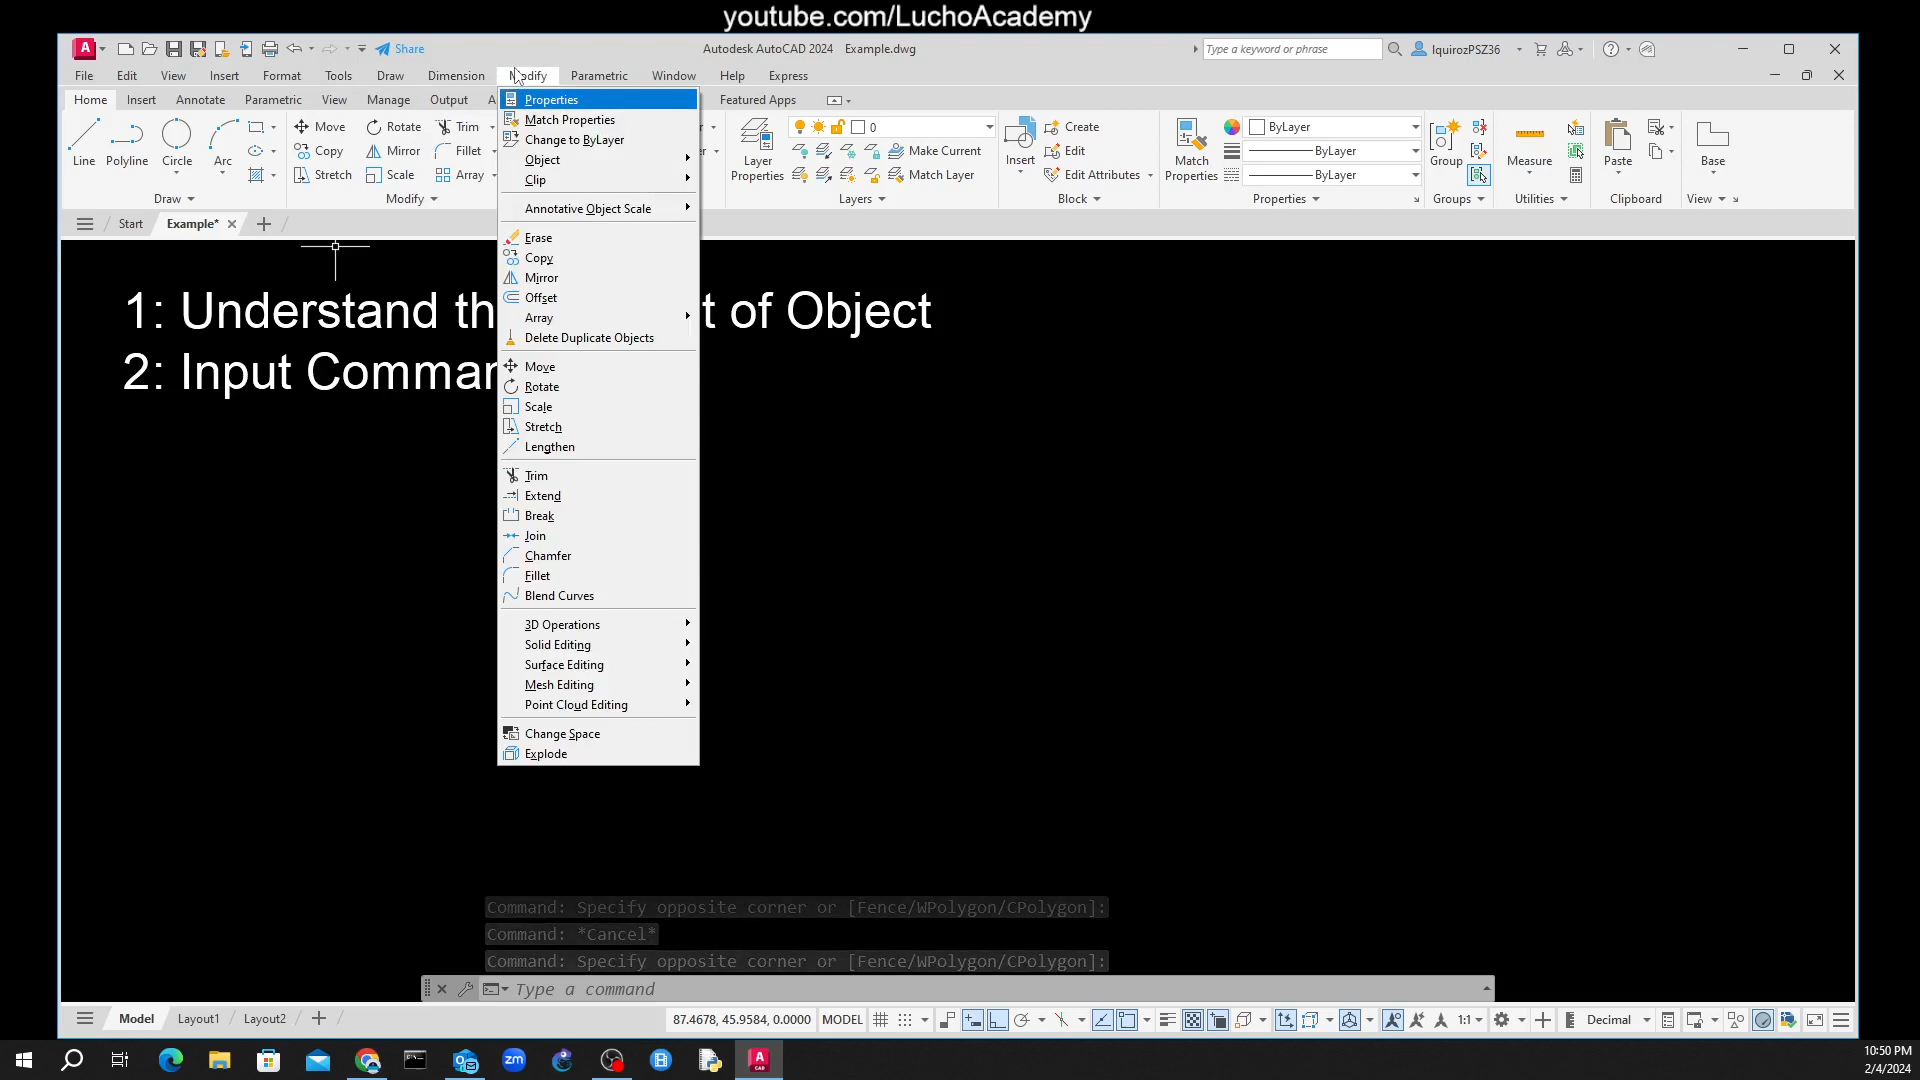 youtube.com/LuchoAcademy
Share
Autodesk AutoCAD 2024 Example.dwg
Type a keyword or phrase
IquirozPSZ36
File Edit View Insert Format Tools Draw Dimension Modify Parametric Window Help Express
Home Insert Annotate Parametric View Manage Output Featured Apps
Line
Polyline
Circle
Arc
Draw
Move
Rotate
Trim
Copy
Mirror
Fillet
Stretch
Scale
Array
Modify
Layer
Properties
0
Make Current
Match Layer
Layers
Insert
Create
Edit
Edit Attributes
Block
Match
Properties
ByLayer
ByLayer
ByLayer
Properties
Group
Groups
Measure
Utilities
Paste
Clipboard
Base
View
Start
Example*
Properties
Match Properties
Change to ByLayer
Object
Clip
Annotative Object Scale
Erase
Copy
Mirror
Offset
Array
Delete Duplicate Objects
Move
Rotate
Scale
Stretch
Lengthen
Trim
Extend
Break
Join
Chamfer
Fillet
Blend Curves
3D Operations
Solid Editing
Surface Editing
Mesh Editing
Point Cloud Editing
Change Space
Explode
1: Understand th t of Object
2: Input Comman
Command: Specify opposite corner or [Fence/WPolygon/CPolygon]:
Command: *Cancel*
Command: Specify opposite corner or [Fence/WPolygon/CPolygon]:
Type a command
Model Layout1 Layout2
87.4678, 45.9584, 0.0000 MODEL
1:1
Decimal
10:50 PM
2/4/2024